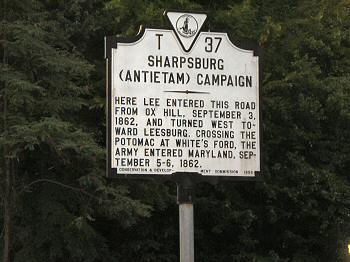 T 37
SHARPSBURG
(ANTIETAM) CAMPAIGN
HERE LEE ENTERED THIS ROAD
FROM OX HILL, SEPTEMBER 3,
1862, AND TURNED WEST TO-
WARD LEESBURG. CROSSING THE
POTOMAC AT WHITE'S FORD, THE
ARMY ENTERED MARYLAND, SEP-
TEMBER 5-6, 1862.
CONSERVATION & DEVELOP MENT COMMISSION